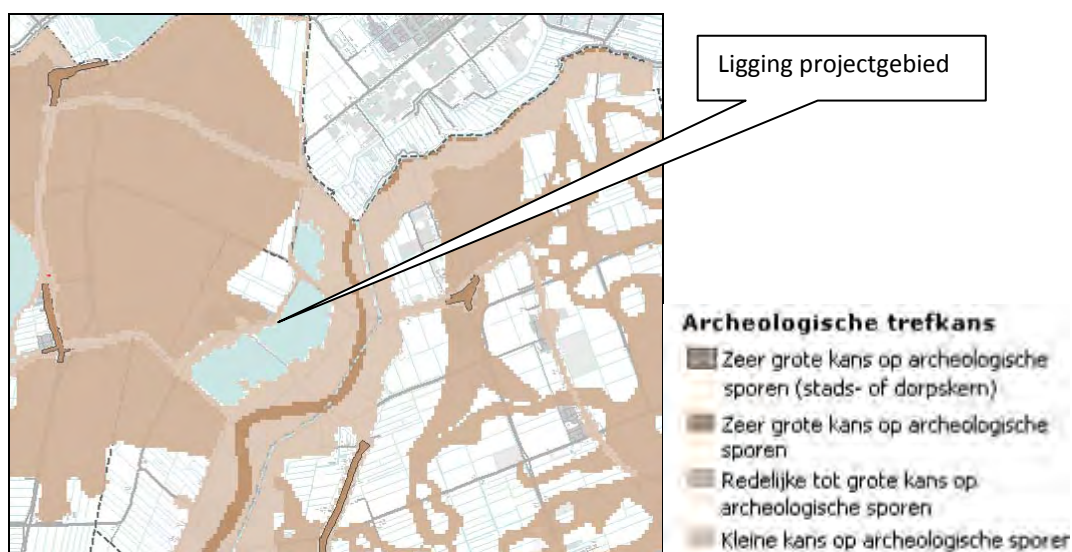 Ligging projectgebied
Archeologische trefkans
Zeer grote kans op archeologische
sporen (stads- of dorpskern)
Zeer grote kans op archeologische
sporen
Redelijke tot grote kans op
archeologische sporen
Kleine kans op archeologische sporen